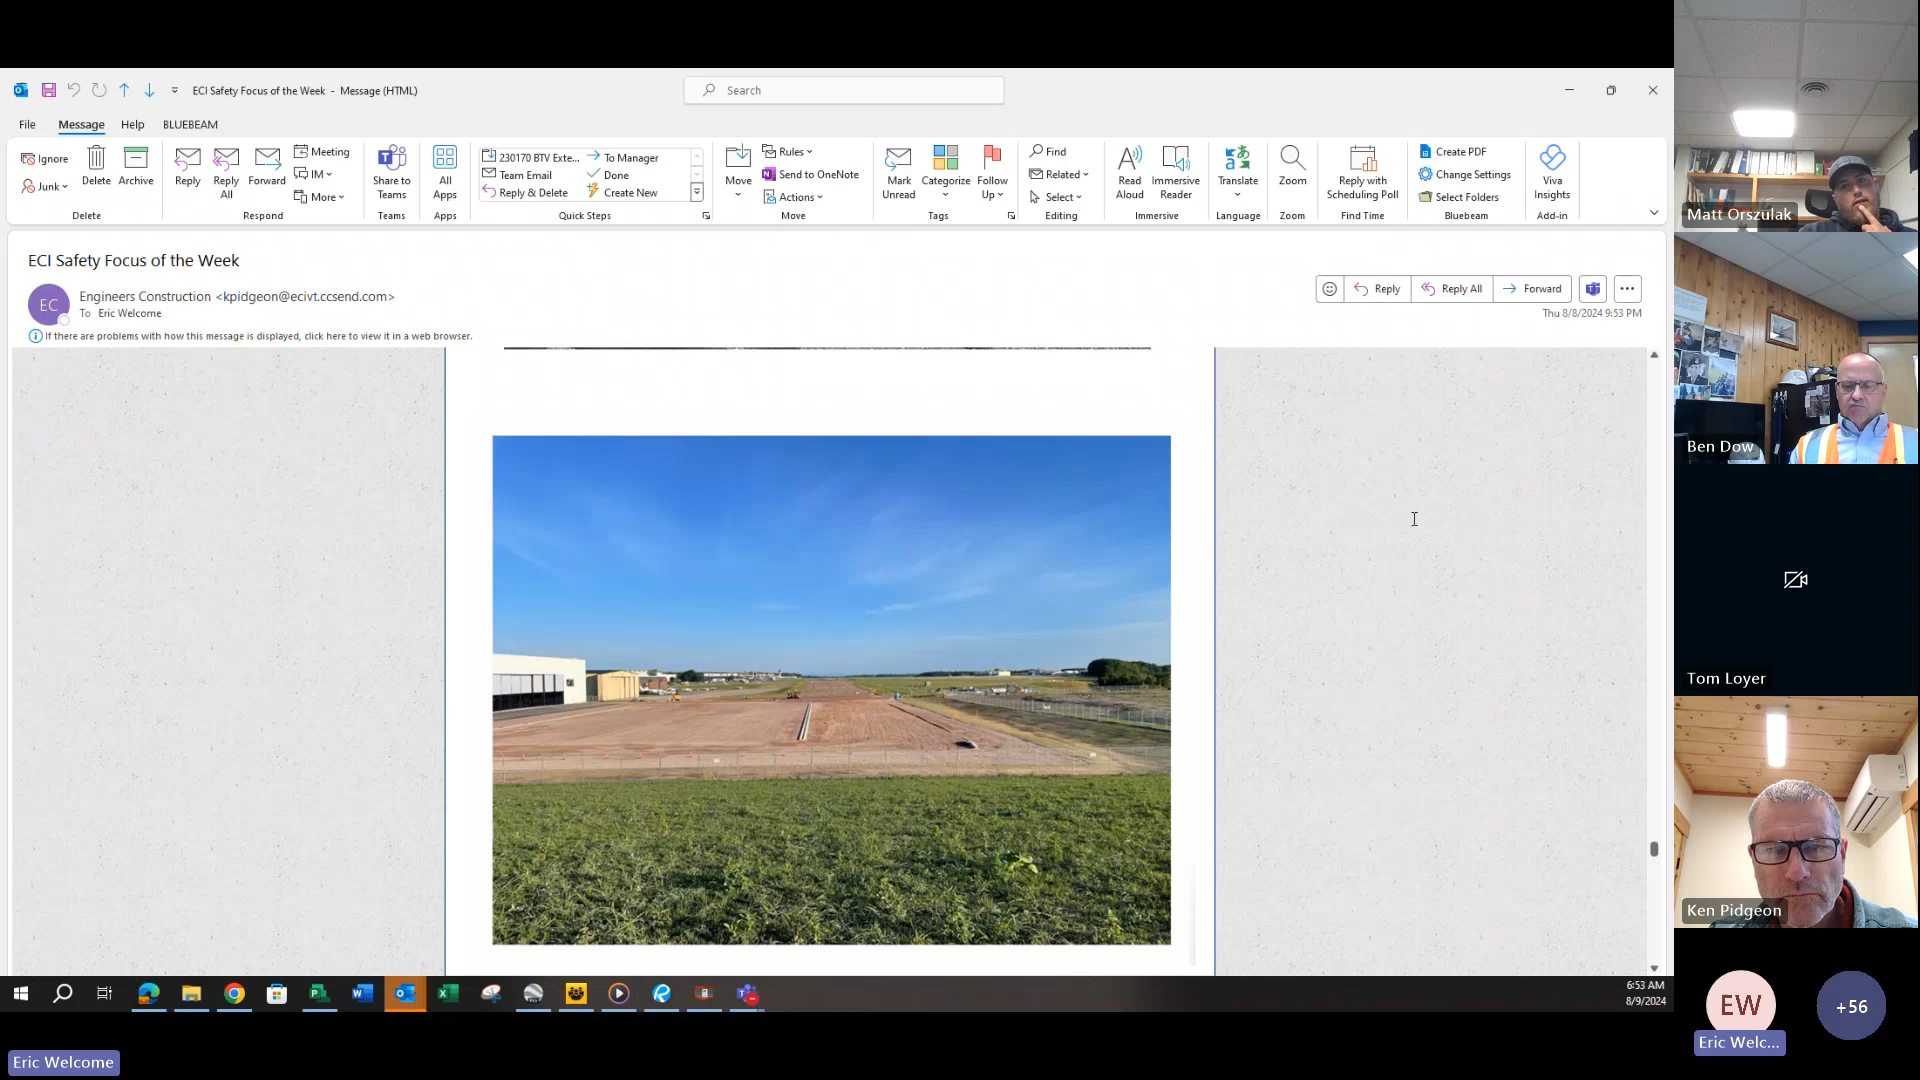 ECI Safety Focus of the Week - Message (HTML)
Search
File Message Help BLUEBEAM
Ignore
Junk
Delete
Archive
Delete
Reply
Reply All
Forward
Meeting
IM
More
Respond
Share to Teams
Teams
All Apps
Apps
230170 BTV Exte...
Team Email
Reply & Delete
To Manager
Done
Create New
Quick Steps
Move
Rules
Send to OneNote
Actions
Move
Mark Unread
Categorize
Follow Up
Tags
Find
Related
Select
Editing
Read Aloud
Immersive Reader
Immersive
Translate
Language
Zoom
Zoom
Reply with Scheduling Poll
Find Time
Create PDF
Change Settings
Select Folders
Bluebeam
Viva Insights
Add-in
ECI Safety Focus of the Week
EC
Engineers Construction <kpidgeon@ecivt.ccsend.com>
To Eric Welcome
If there are problems with how this message is displayed, click here to view it in a web browser.
Reply
Reply All
Forward
Thu 8/8/2024 9:53 PM
6:53 AM
8/9/2024
Matt Orszulak
Ben Dow
Tom Loyer
Ken Pidgeon
EW
Eric Welc...
+56
Eric Welcome